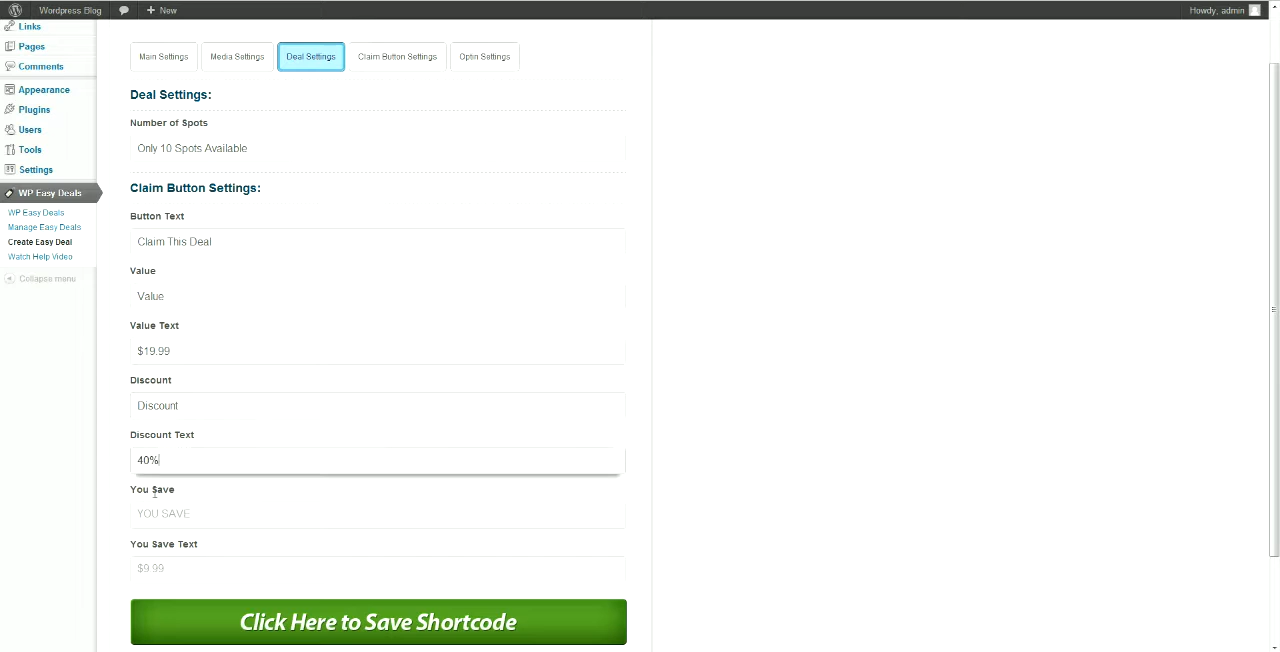 Wordpress Blog
New
Howdy, admin
Links
Pages
Comments
Appearance
Plugins
Users
Tools
Settings
WP Easy Deals
WP Easy Deals
Manage Easy Deals
Create Easy Deal
Watch Help Video
Collapse menu
Main Settings
Media Settings
Deal Settings
Claim Button Settings
Optin Settings
Deal Settings:
Number of Spots
Only 10 Spots Available
Claim Button Settings:
Button Text
Claim This Deal
Value
Value
Value Text
$19.99
Discount
Discount
Discount Text
40%
You Save
YOU SAVE
You Save Text
$9.99
Click Here to Save Shortcode